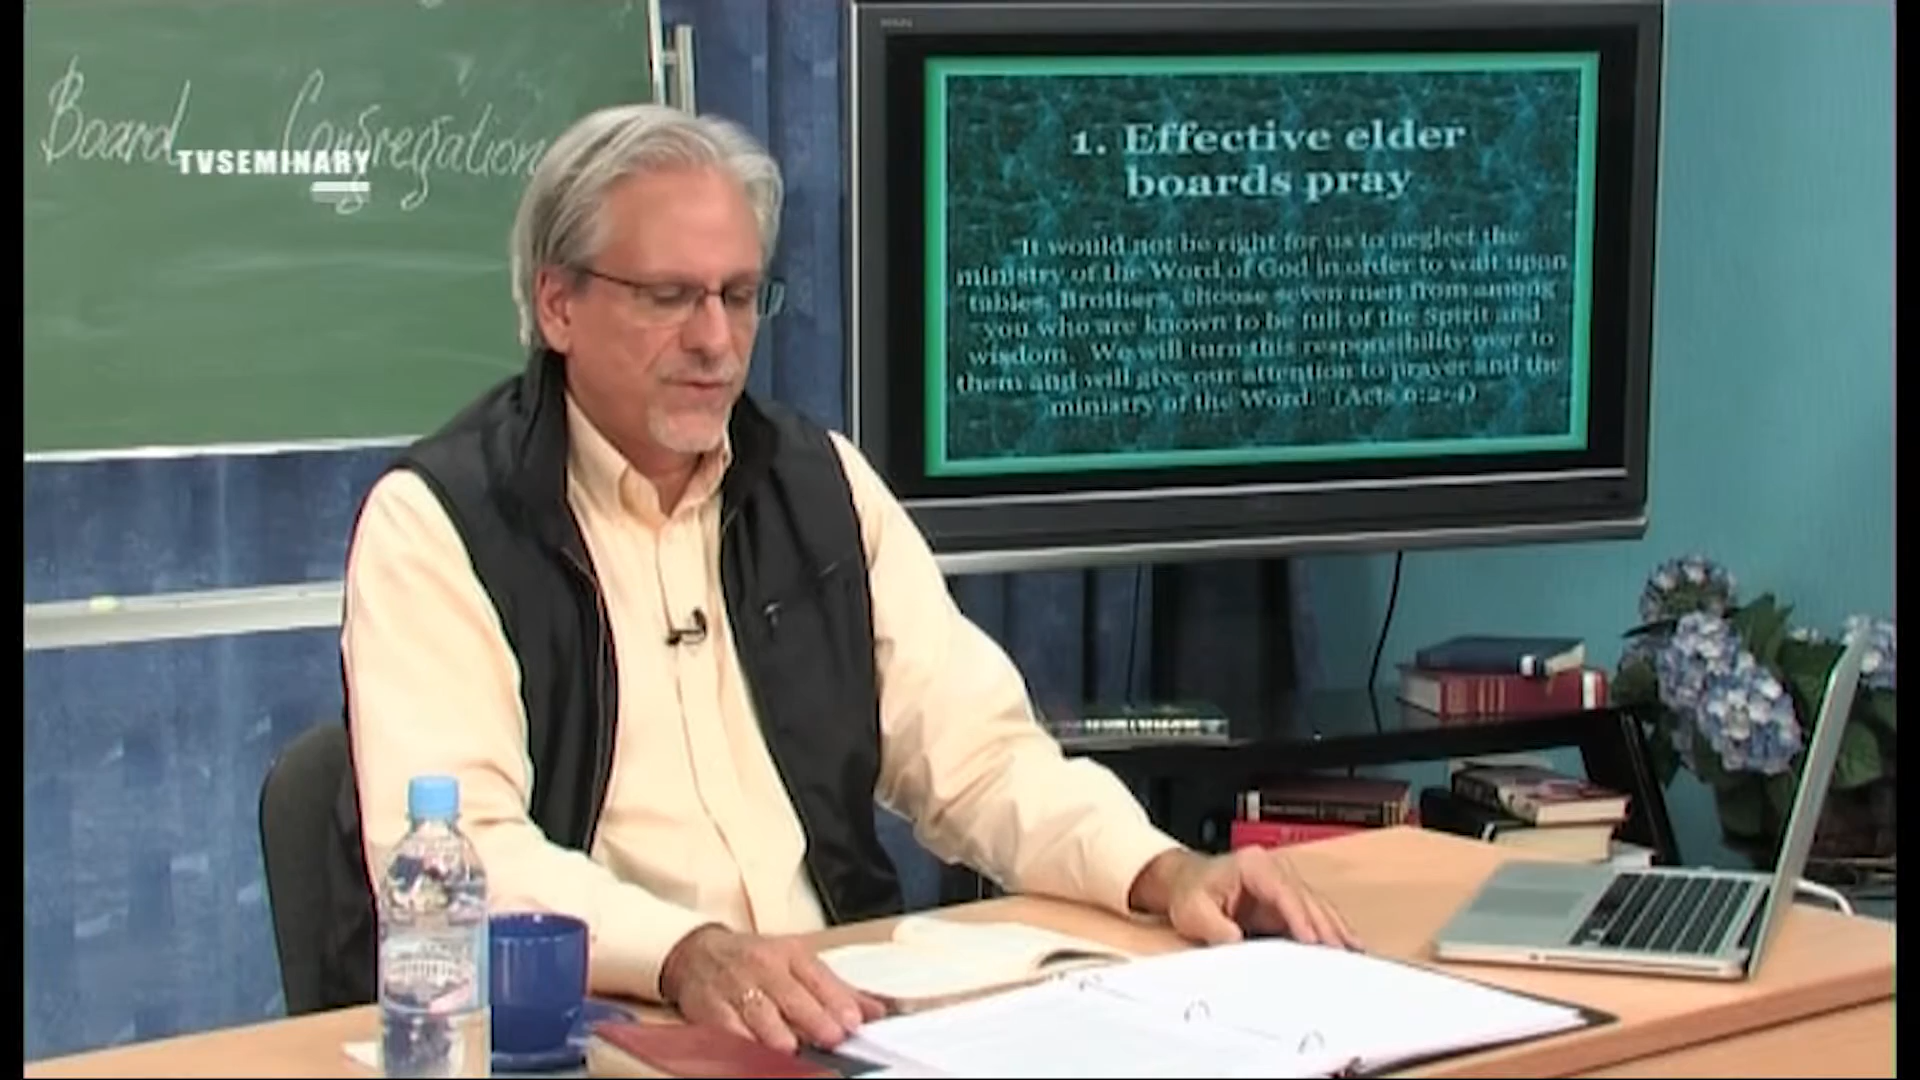 Board Congregation
TVSEMINARY
1. Effective elder
boards pray
"It would not be right for us to neglect the
ministry of the Word of God in order to wait upon
tables. Brothers, choose seven men from among
you who are known to be full of the Spirit and
wisdom. We will turn this responsibility over to
them and will give our attention to prayer and the
ministry of the Word." (Acts 6:2-4)